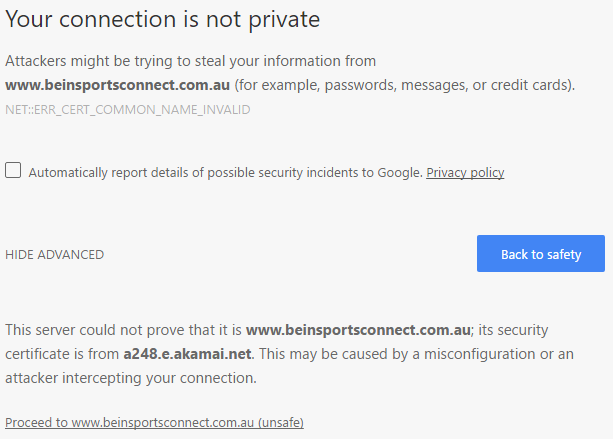 Your connection is not private
Attackers might be trying to steal your information from
www.beinsportsconnect.com.au (for example, passwords, messages, or credit cards).
NET::ERR_CERT_COMMON_NAME_INVALID
Automatically report details of possible security incidents to Google. Privacy policy
HIDE ADVANCED
Back to safety
This server could not prove that it is www.beinsportsconnect.com.au; its security
certificate is from a248.e.akamai.net. This may be caused by a misconfiguration or an
attacker intercepting your connection.
Proceed to www.beinsportsconnect.com.au (unsafe)